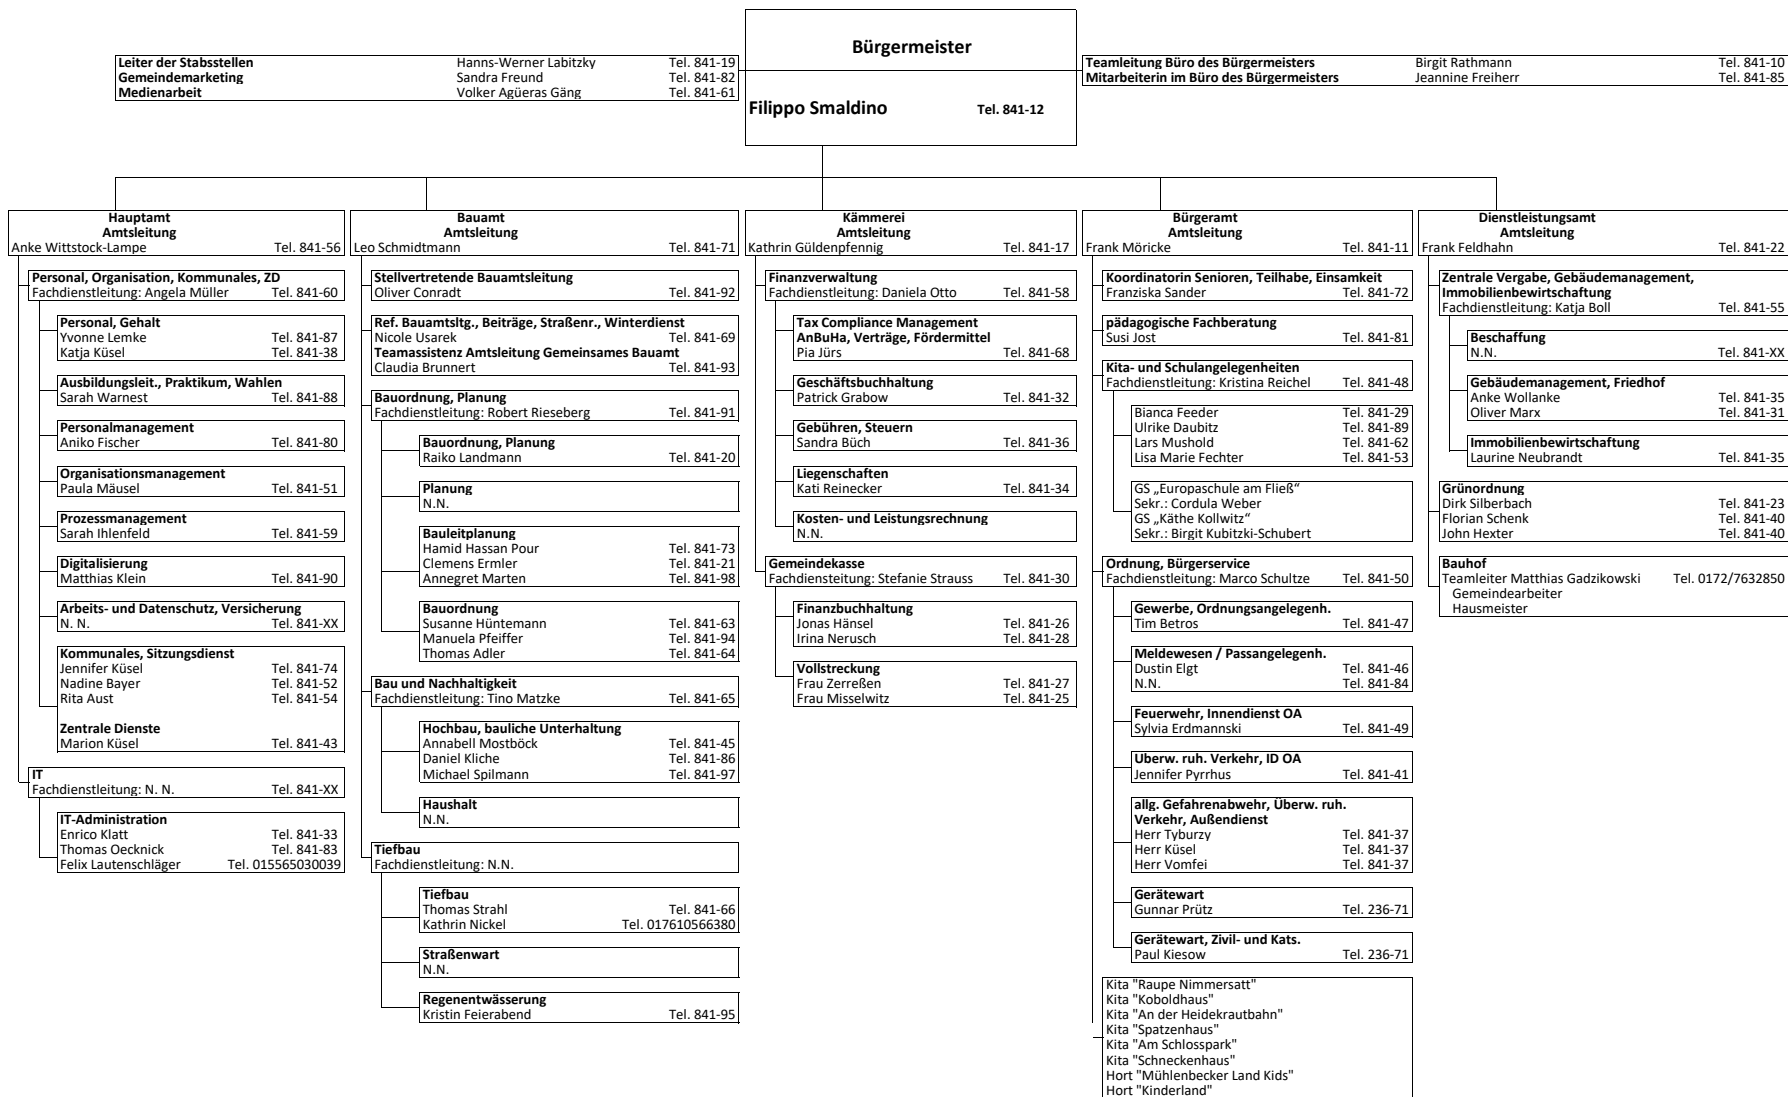 Bürgermeister
Filippo Smaldino Tel. 841-12
Leiter der Stabsstellen Hanns-Werner Labitzky Tel. 841-19
Gemeindemarketing Sandra Freund Tel. 841-82
Medienarbeit Volker Agüeras Gäng Tel. 841-61
Teamleitung Büro des Bürgermeisters Birgit Rathmann Tel. 841-10
Mitarbeiterin im Büro des Bürgermeisters Jeannine Freiherr Tel. 841-85
Hauptamt
Amtsleitung
Anke Wittstock-Lampe Tel. 841-56
Personal, Organisation, Kommunales, ZD
Fachdienstleitung: Angela Müller Tel. 841-60
Personal, Gehalt
Yvonne Lemke Tel. 841-87
Katja Küsel Tel. 841-38
Ausbildungsleit., Praktikum, Wahlen
Sarah Warnest Tel. 841-88
Personalmanagement
Aniko Fischer Tel. 841-80
Organisationsmanagement
Paula Mäusel Tel. 841-51
Prozessmanagement
Sarah Ihlenfeld Tel. 841-59
Digitalisierung
Matthias Klein Tel. 841-90
Arbeits- und Datenschutz, Versicherung
N. N. Tel. 841-XX
Kommunales, Sitzungsdienst
Jennifer Küsel Tel. 841-74
Nadine Bayer Tel. 841-52
Rita Aust Tel. 841-54
Zentrale Dienste
Marion Küsel Tel. 841-43
IT
Fachdienstleitung: N. N. Tel. 841-XX
IT-Administration
Enrico Klatt Tel. 841-33
Thomas Oecknick Tel. 841-83
Felix Lautenschläger Tel. 015565030039
Bauamt
Amtsleitung
Leo Schmidtmann Tel. 841-71
Stellvertretende Bauamtsleitung
Oliver Conradt Tel. 841-92
Ref. Bauamtsltg., Beiträge, Straßenr., Winterdienst
Nicole Usarek Tel. 841-69
Teamassistenz Amtsleitung Gemeinsames Bauamt
Claudia Brunnert Tel. 841-93
Bauordnung, Planung
Fachdienstleitung: Robert Rieseberg Tel. 841-91
Bauordnung, Planung
Raiko Landmann Tel. 841-20
Planung
N.N.
Bauleitplanung
Hamid Hassan Pour Tel. 841-73
Clemens Ermler Tel. 841-21
Annegret Marten Tel. 841-98
Bauordnung
Susanne Hüntemann Tel. 841-63
Manuela Pfeiffer Tel. 841-94
Thomas Adler Tel. 841-64
Bau und Nachhaltigkeit
Fachdienstleitung: Tino Matzke Tel. 841-65
Hochbau, bauliche Unterhaltung
Annabell Mostböck Tel. 841-45
Daniel Kliche Tel. 841-86
Michael Spilmann Tel. 841-97
Haushalt
N.N.
Tiefbau
Fachdienstleitung: N.N.
Tiefbau
Thomas Strahl Tel. 841-66
Kathrin Nickel Tel. 017610566380
Straßenwart
N.N.
Regenentwässerung
Kristin Feierabend Tel. 841-95
Kämmerei
Amtsleitung
Kathrin Güldenpfennig Tel. 841-17
Finanzverwaltung
Fachdienstleitung: Daniela Otto Tel. 841-58
Tax Compliance Management
AnBuHa, Verträge, Fördermittel
Pia Jürs Tel. 841-68
Geschäftsbuchhaltung
Patrick Grabow Tel. 841-32
Gebühren, Steuern
Sandra Büch Tel. 841-36
Liegenschaften
Kati Reinecker Tel. 841-34
Kosten- und Leistungsrechnung
N.N.
Gemeindekasse
Fachdiensteitung: Stefanie Strauss Tel. 841-30
Finanzbuchhaltung
Jonas Hänsel Tel. 841-26
Irina Nerusch Tel. 841-28
Vollstreckung
Frau Zerreßen Tel. 841-27
Frau Misselwitz Tel. 841-25
Bürgeramt
Amtsleitung
Frank Möricke Tel. 841-11
Koordinatorin Senioren, Teilhabe, Einsamkeit
Franziska Sander Tel. 841-72
pädagogische Fachberatung
Susi Jost Tel. 841-81
Kita- und Schulangelegenheiten
Fachdienstleitung: Kristina Reichel Tel. 841-48
Bianca Feeder Tel. 841-29
Ulrike Daubitz Tel. 841-89
Lars Mushold Tel. 841-62
Lisa Marie Fechter Tel. 841-53
GS „Europaschule am Fließ“
Sekr.: Cordula Weber
GS „Käthe Kollwitz“
Sekr.: Birgit Kubitzki-Schubert
Ordnung, Bürgerservice
Fachdienstleitung: Marco Schultze Tel. 841-50
Gewerbe, Ordnungsangelegenh.
Tim Betros Tel. 841-47
Meldewesen / Passangelegenh.
Dustin Elgt Tel. 841-46
N.N. Tel. 841-84
Feuerwehr, Innendienst OA
Sylvia Erdmannski Tel. 841-49
Überw. ruh. Verkehr, ID OA
Jennifer Pyrrhus Tel. 841-41
allg. Gefahrenabwehr, Überw. ruh.
Verkehr, Außendienst
Herr Tyburzy Tel. 841-37
Herr Küsel Tel. 841-37
Herr Vomfei Tel. 841-37
Gerätewart
Gunnar Prütz Tel. 236-71
Gerätewart, Zivil- und Kats.
Paul Kiesow Tel. 236-71
Kita "Raupe Nimmersatt"
Kita "Koboldhaus"
Kita "An der Heidekrautbahn"
Kita "Spatzenhaus"
Kita "Am Schlosspark"
Kita "Schneckenhaus"
Hort "Mühlenbecker Land Kids"
Hort "Kinderland"
Dienstleistungsamt
Amtsleitung
Frank Feldhahn Tel. 841-22
Zentrale Vergabe, Gebäudemanagement,
Immobilienbewirtschaftung
Fachdienstleitung: Katja Boll Tel. 841-55
Beschaffung
N.N. Tel. 841-XX
Gebäudemanagement, Friedhof
Anke Wollanke Tel. 841-35
Oliver Marx Tel. 841-31
Immobilienbewirtschaftung
Laurine Neubrandt Tel. 841-35
Grünordnung
Dirk Silberbach Tel. 841-23
Florian Schenk Tel. 841-40
John Hexter Tel. 841-40
Bauhof
Teamleiter Matthias Gadzikowski Tel. 0172/7632850
Gemeindearbeiter
Hausmeister